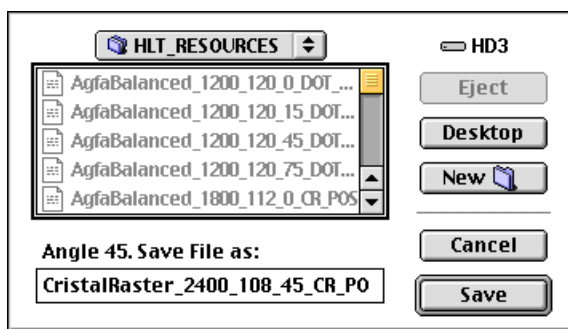 HLT_RESOURCES
HD3
AgfaBalanced_1200_120_0_DOT_...
AgfaBalanced_1200_120_15_DOT...
AgfaBalanced_1200_120_45_DOT...
AgfaBalanced_1200_120_75_DOT...
AgfaBalanced_1800_112_0_CR_POS
Eject
Desktop
New
Angle 45. Save File as:
CristalRaster_2400_108_45_CR_PO
Cancel
Save